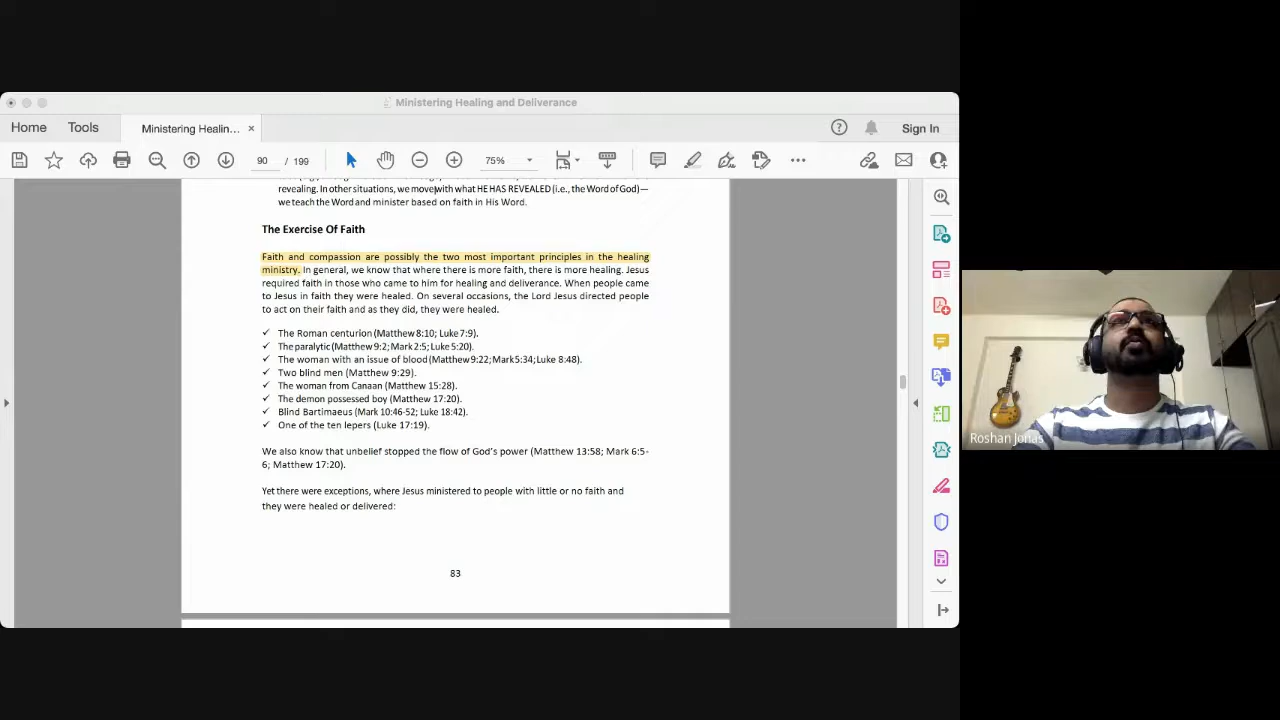 Ministering Healing and Deliverance
Home
Tools
Ministering Healin...
×
Sign In
90 / 199
75%
revealing. In other situations, we move with what HE HAS REVEALED (i.e., the Word of God)—
we teach the Word and minister based on faith in His Word.
The Exercise Of Faith
Faith and compassion are possibly the two most important principles in the healing
ministry. In general, we know that where there is more faith, there is more healing. Jesus
required faith in those who came to him for healing and deliverance. When people came
to Jesus in faith they were healed. On several occasions, the Lord Jesus directed people
to act on their faith and as they did, they were healed.
✓ The Roman centurion (Matthew 8:10; Luke 7:9).
✓ The paralytic (Matthew 9:2; Mark 2:5; Luke 5:20).
✓ The woman with an issue of blood (Matthew 9:22; Mark 5:34; Luke 8:48).
✓ Two blind men (Matthew 9:29).
✓ The woman from Canaan (Matthew 15:28).
✓ The demon possessed boy (Matthew 17:20).
✓ Blind Bartimaeus (Mark 10:46-52; Luke 18:42).
✓ One of the ten lepers (Luke 17:19).
We also know that unbelief stopped the flow of God's power (Matthew 13:58; Mark 6:5-
6; Matthew 17:20).
Yet there were exceptions, where Jesus ministered to people with little or no faith and
they were healed or delivered:
83
Roshan Jonas